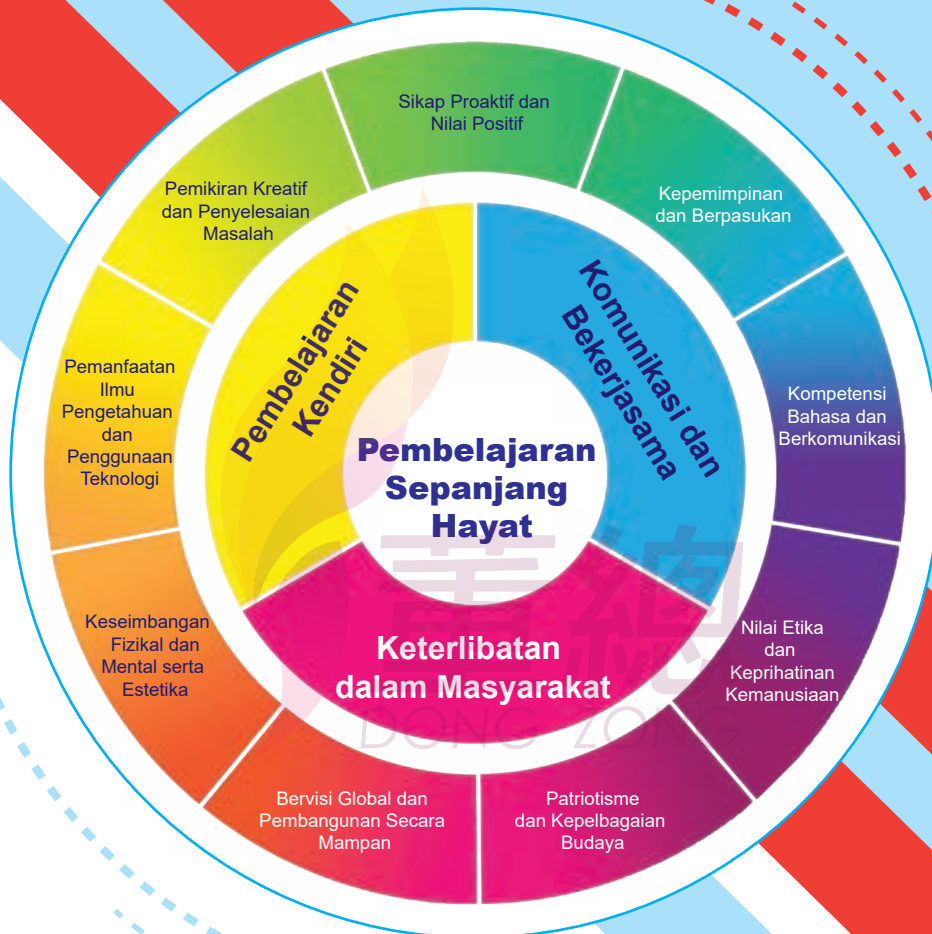 Sikap Proaktif dan
Nilai Positif
Kepemimpinan
dan Berpasukan
Kompetensi
Bahasa dan
Berkomunikasi
Nilai Etika
dan
Keprihatinan
Kemanusiaan
Patriotisme
dan Kepelbagaian
Budaya
Bervisi Global dan
Pembangunan Secara
Mampan
Keseimbangan
Fizikal dan
Mental serta
Estetika
Pemanfaatan
Ilmu
Pengetahuan
dan
Penggunaan
Teknologi
Pemikiran Kreatif
dan Penyelesaian
Masalah
Pembelajaran
Kendiri
Komunikasi dan
Bekerjasama
Keterlibatan
dalam Masyarakat
Pembelajaran
Sepanjang
Hayat
董總
DONG ZONG